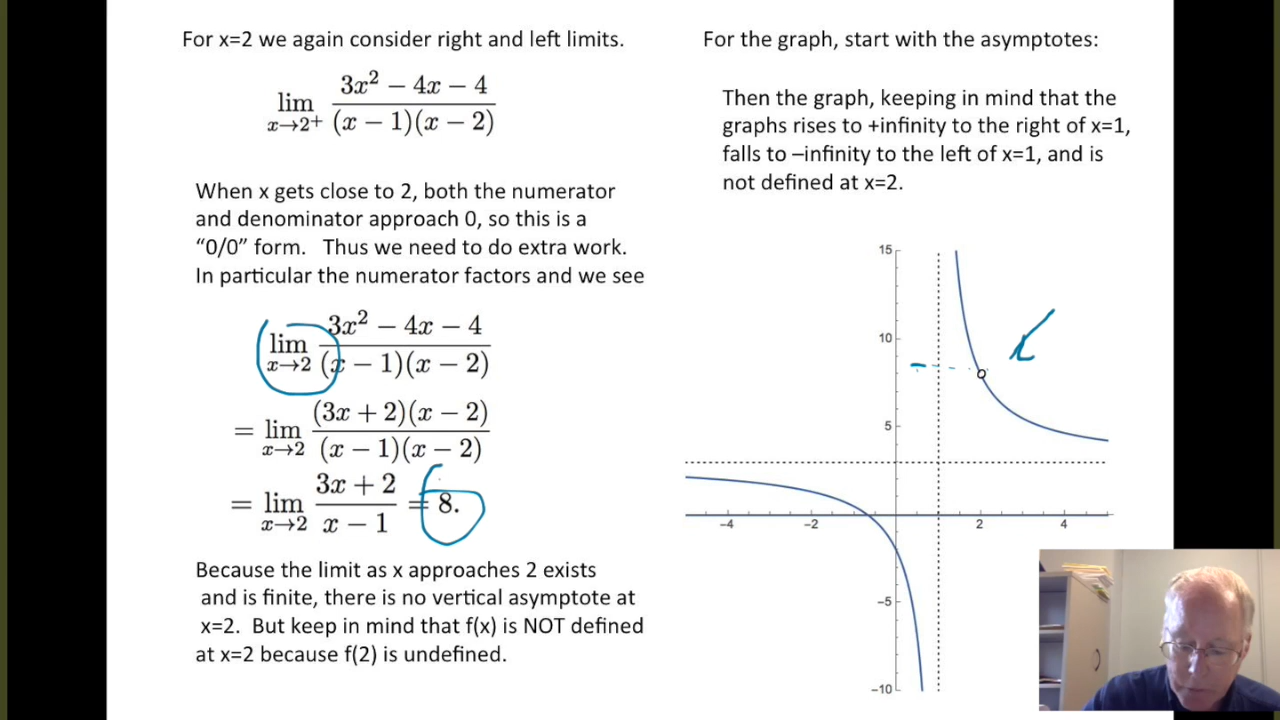 For x=2 we again consider right and left limits.
lim x→2+ (3x² − 4x − 4) / ((x − 1)(x − 2))
When x gets close to 2, both the numerator
and denominator approach 0, so this is a
“0/0” form. Thus we need to do extra work.
In particular the numerator factors and we see
lim x→2 (3x² − 4x − 4) / ((x − 1)(x − 2))
= lim x→2 ((3x + 2)(x − 2)) / ((x − 1)(x − 2))
= lim x→2 (3x + 2) / (x − 1) = 8.
Because the limit as x approaches 2 exists
and is finite, there is no vertical asymptote at
x=2. But keep in mind that f(x) is NOT defined
at x=2 because f(2) is undefined.
For the graph, start with the asymptotes:
Then the graph, keeping in mind that the
graphs rises to +infinity to the right of x=1,
falls to –infinity to the left of x=1, and is
not defined at x=2.
15
10
5
−4 −2 2 4
−5
−10